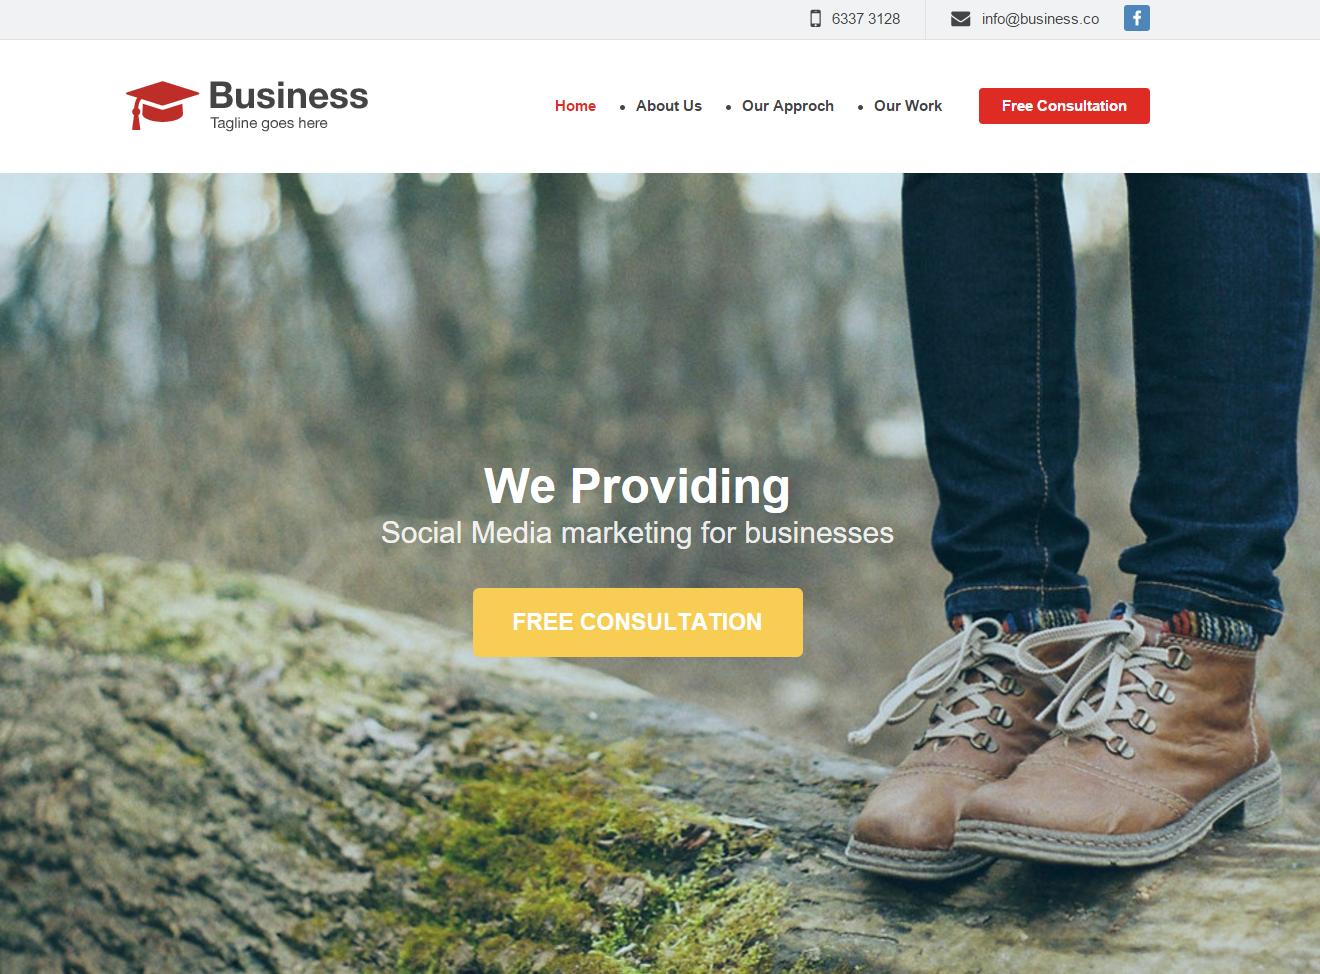 6337 3128
info@business.co
Business
Tagline goes here
Home
About Us
Our Approch
Our Work
Free Consultation
We Providing
Social Media marketing for businesses
FREE CONSULTATION